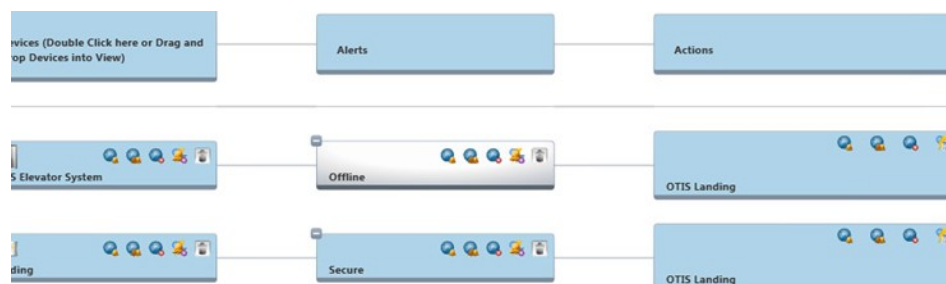 evices (Double Click here or Drag and
rop Devices into View)
Alerts
Actions
S Elevator System
Offline
OTIS Landing
ding
Secure
OTIS Landing